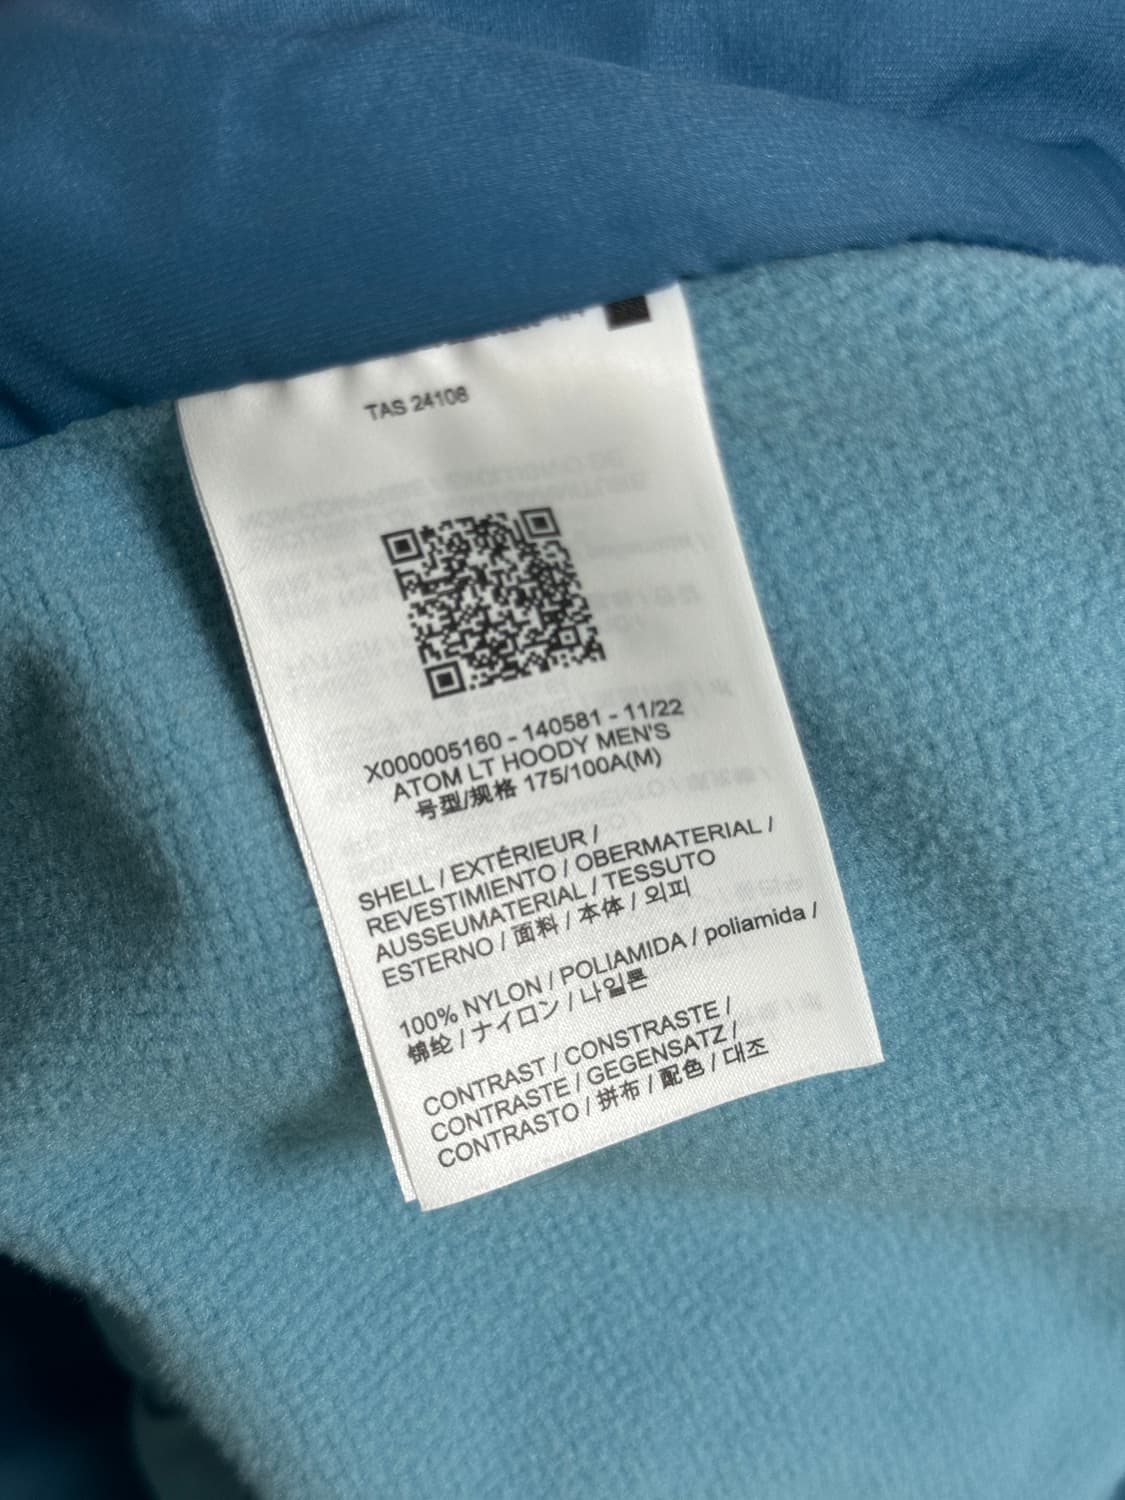 TAS 24108
X000005160 - 140581 - 11/22
ATOM LT HOODY MEN'S
号型/规格 175/100A(M)
SHELL / EXTÉRIEUR /
REVESTIMIENTO / OBERMATERIAL /
AUSSEUMATERIAL / TESSUTO
ESTERNO / 面料 / 本体 / 외피
100% NYLON / POLIAMIDA / poliamida /
锦纶 / ナイロン / 나일론
CONTRAST / CONSTRASTE /
CONTRASTE / GEGENSATZ /
CONTRASTO / 拼布 / 配色 / 대조